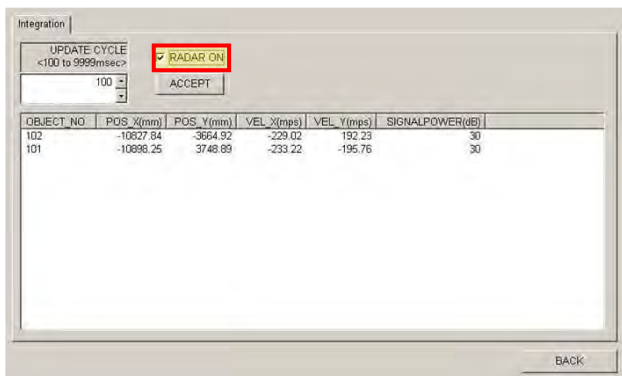 Integration
UPDATE CYCLE
<100 to 9999msec>
RADAR ON
100
ACCEPT
OBJECT_NO POS_X(mm) POS_Y(mm) VEL_X(mps) VEL_Y(mps) SIGNALPOWER(dB)
102 -10827.84 -3664.92 -229.02 192.23 30
101 -10898.25 3748.89 -233.22 -195.76 30
BACK